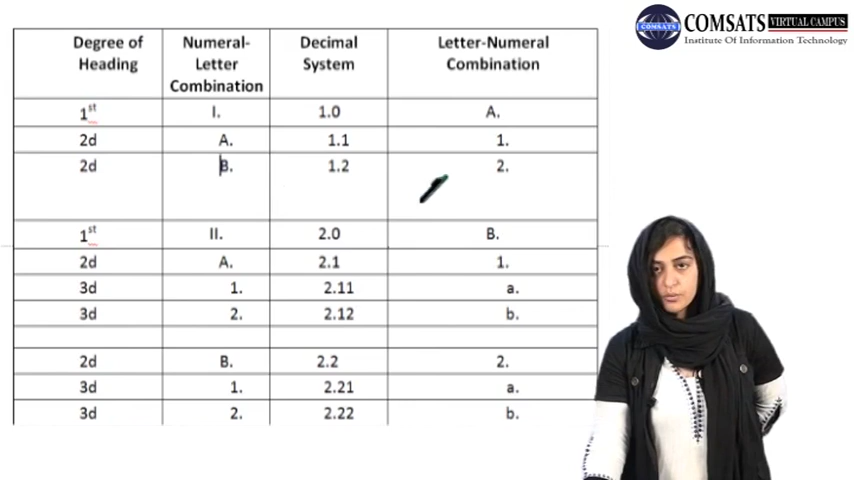 COMSATS VIRTUAL CAMPUS
Institute Of Information Technology
Degree of Heading Numeral-Letter Combination Decimal System Letter-Numeral Combination
1st I. 1.0 A.
2d A. 1.1 1.
2d B. 1.2 2.
1st II. 2.0 B.
2d A. 2.1 1.
3d 1. 2.11 a.
3d 2. 2.12 b.
2d B. 2.2 2.
3d 1. 2.21 a.
3d 2. 2.22 b.